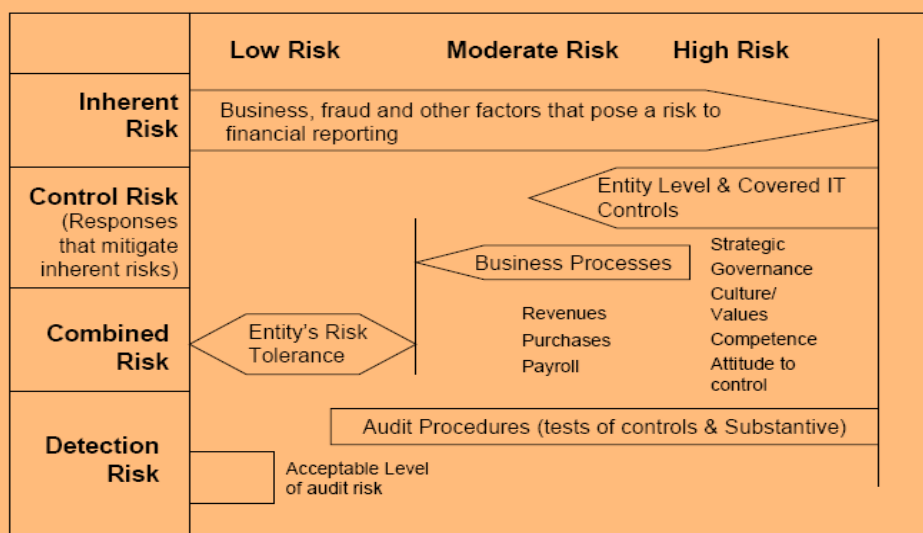 Low Risk
Moderate Risk
High Risk
Inherent
Risk
Business, fraud and other factors that pose a risk to
financial reporting
Control Risk
(Responses
that mitigate
inherent risks)
Entity Level & Covered IT
Controls
Business Processes
Strategic
Governance
Culture/
Values
Competence
Attitude to
control
Revenues
Purchases
Payroll
Combined
Risk
Entity's Risk
Tolerance
Detection
Risk
Audit Procedures (tests of controls & Substantive)
Acceptable Level
of audit risk